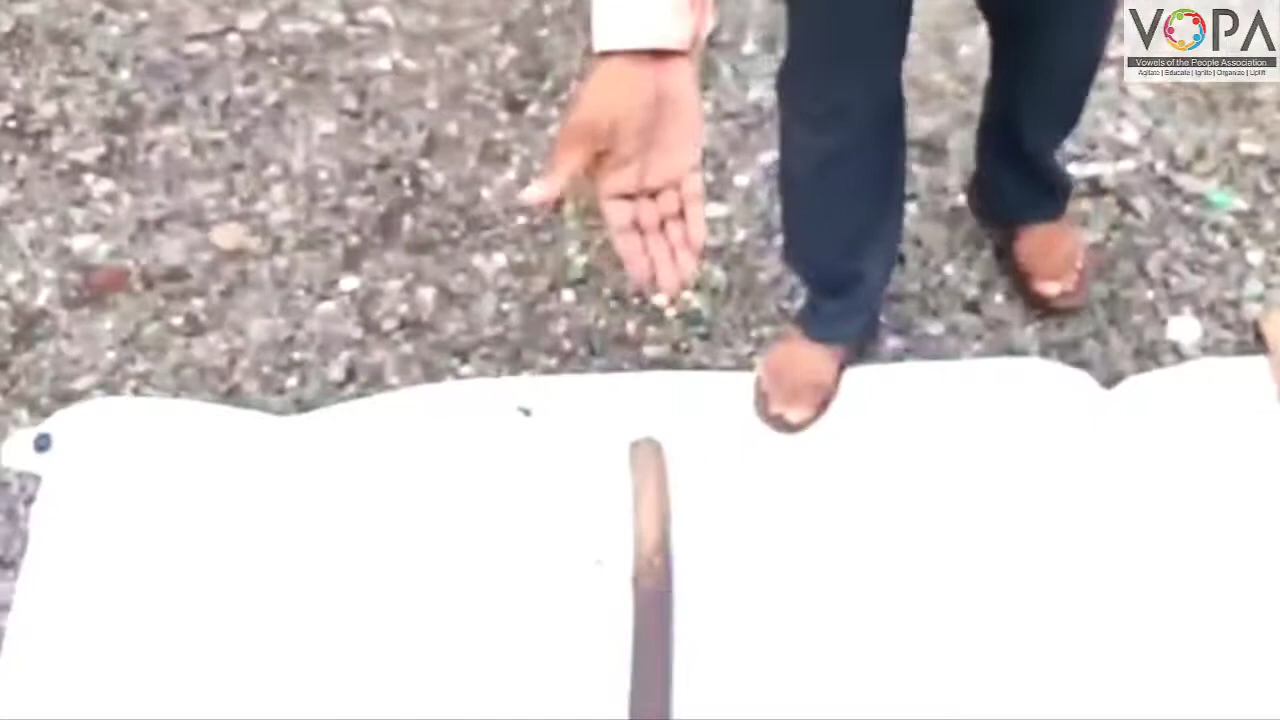 VOPA
Vowels of the People Association
Agitate | Educate | Ignite | Organize | Uplift